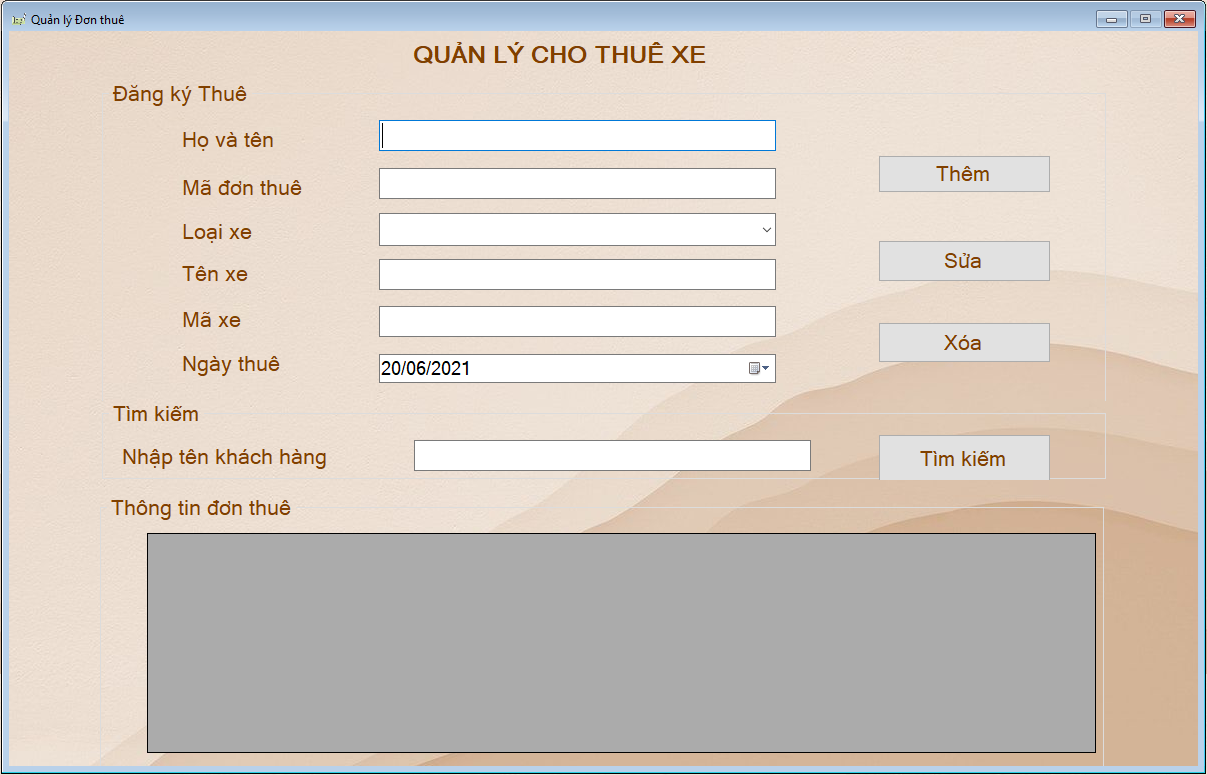 Quản lý Đơn thuê
QUẢN LÝ CHO THUÊ XE
Đăng ký Thuê
Họ và tên
Mã đơn thuê
Loại xe
Tên xe
Mã xe
Ngày thuê
20/06/2021
Thêm
Sửa
Xóa
Tìm kiếm
Nhập tên khách hàng
Tìm kiếm
Thông tin đơn thuê